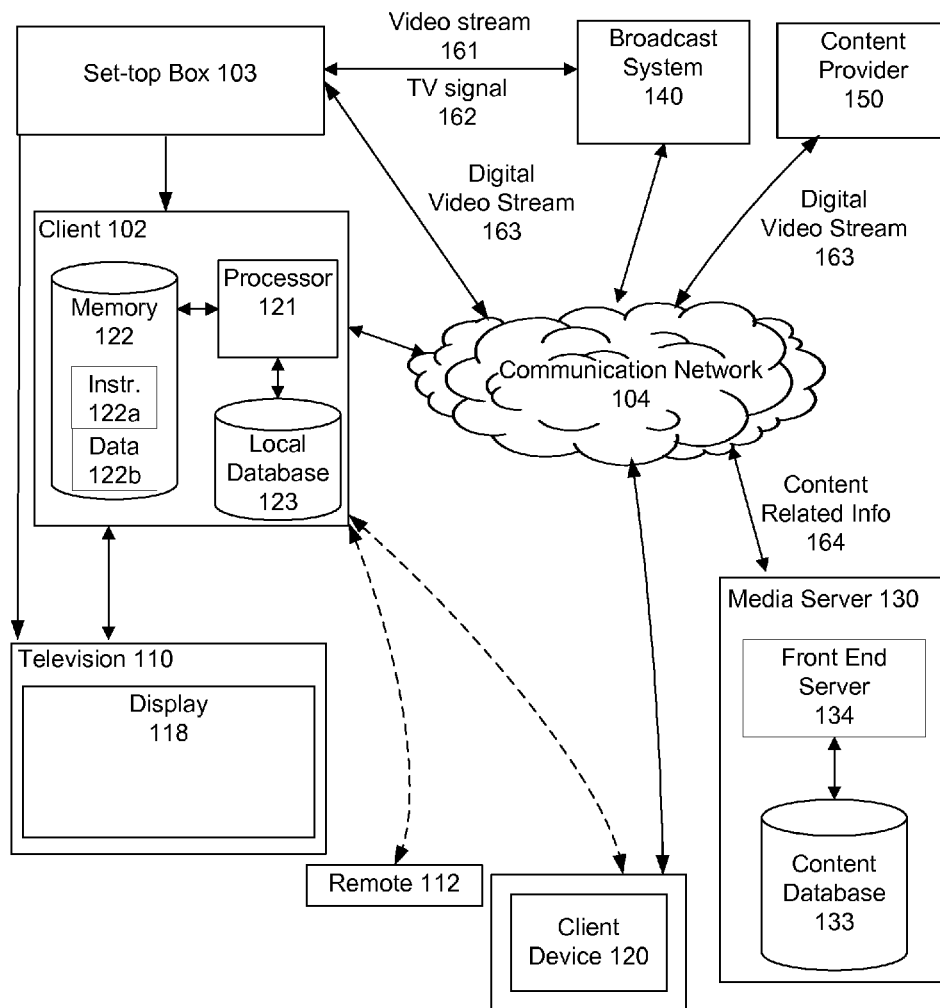 Set-top Box 103
Video stream
161
TV signal
162
Broadcast
System
140
Content
Provider
150
Digital
Video Stream
163
Digital
Video Stream
163
Client 102
Memory
122
Instr.
122a
Data
122b
Processor
121
Local
Database
123
Communication Network
104
Content
Related Info
164
Television 110
Display
118
Remote 112
Client
Device 120
Media Server 130
Front End
Server
134
Content
Database
133